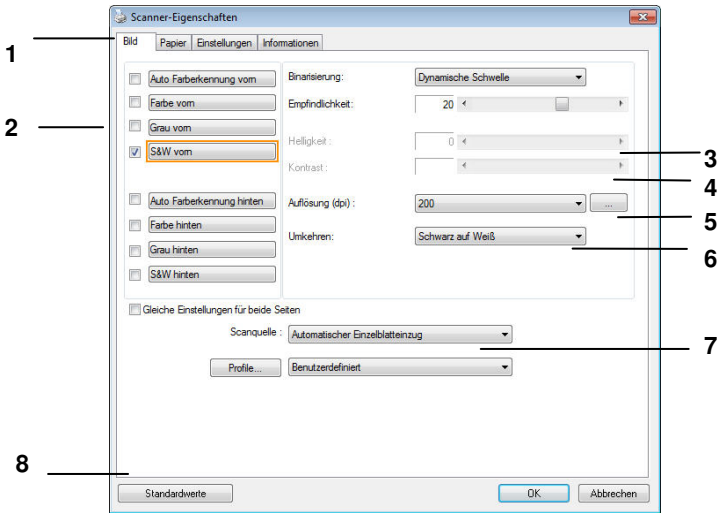 Scanner-Eigenschaften
Bild Papier Einstellungen Informationen
1
Auto Farberkennung vorn Binarisierung: Dynamische Schwelle
Farbe vorn Empfindlichkeit: 20
2 Grau vorn
Helligkeit : 0
S&W vorn
3
Kontrast :
4
Auto Farberkennung hinten Auflösung (dpi) : 200 ...
5
Farbe hinten
Umkehren: Schwarz auf Weiß
6
Grau hinten
S&W hinten
Gleiche Einstellungen für beide Seiten
Scanquelle : Automatischer Einzelblatteinzug
7
Profile... Benutzerdefiniert
8
Standardwerte OK Abbrechen